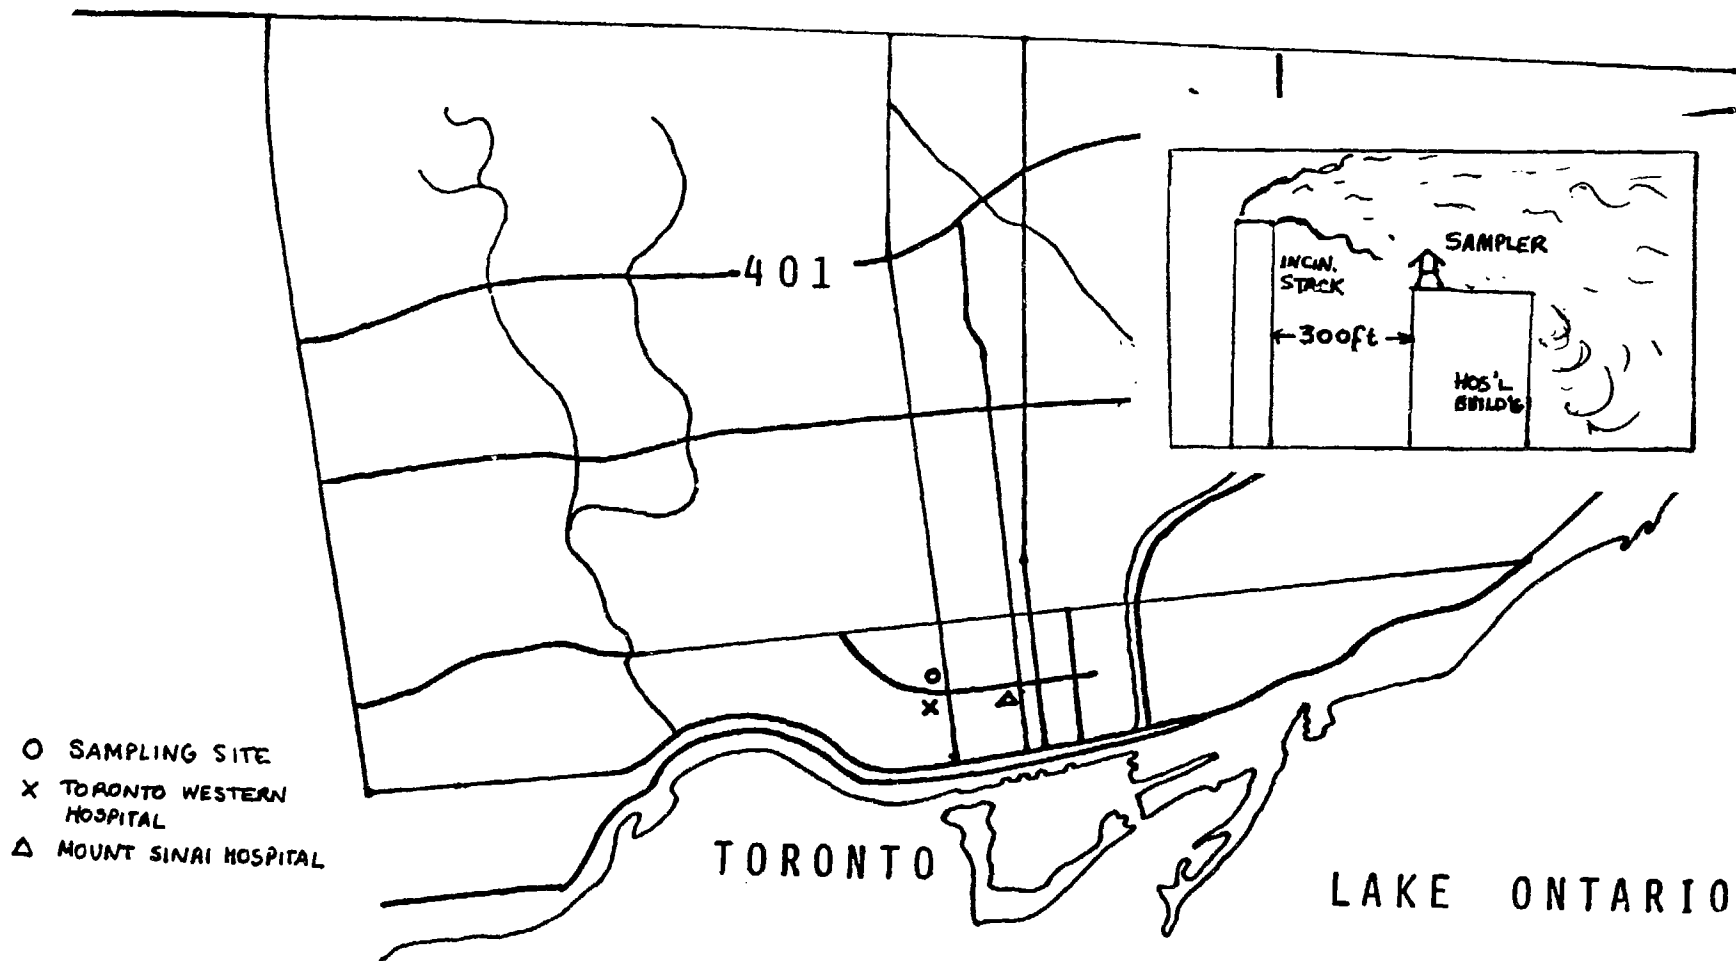 401
SAMPLER
INCIN.
STACK
←300ft→
HOS'L
BUILD'G
O SAMPLING SITE
X TORONTO WESTERN
HOSPITAL
△ MOUNT SINAI HOSPITAL
TORONTO
LAKE ONTARIO